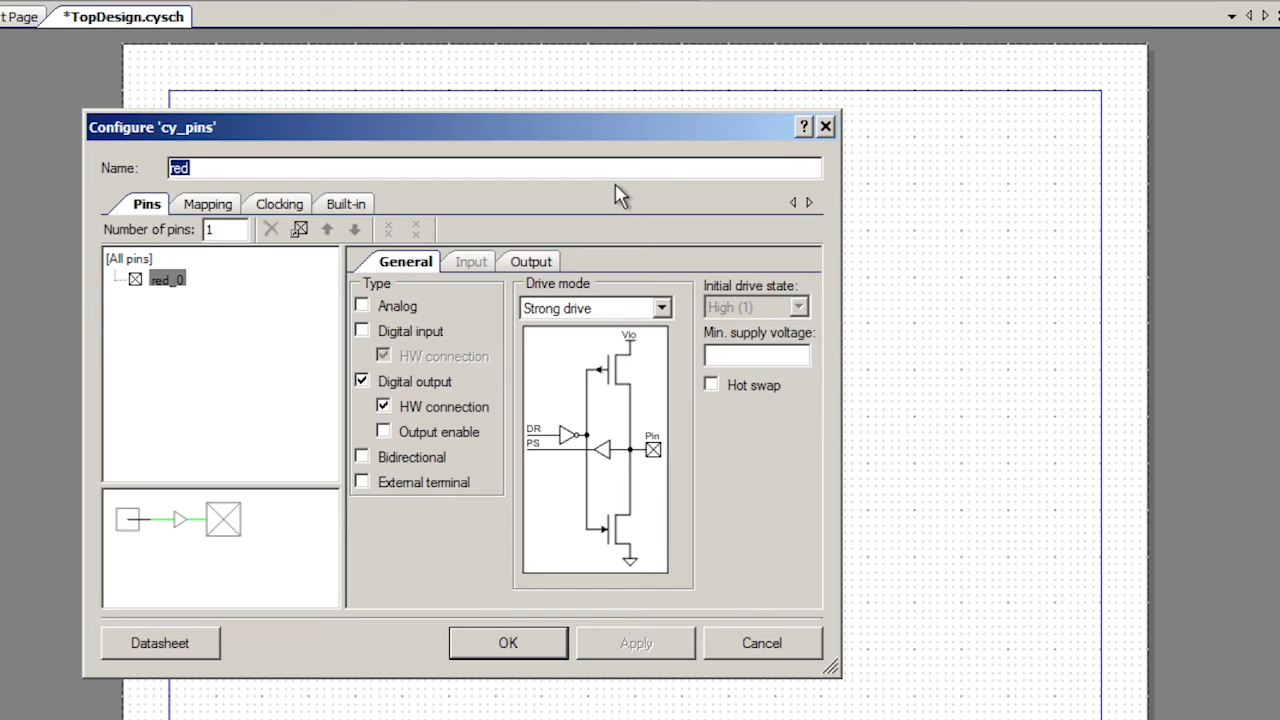 t Page
*TopDesign.cysch
Configure 'cy_pins'
Name: red
Pins Mapping Clocking Built-in
Number of pins: 1
[All pins]
red_0
General Input Output
Type
Analog
Digital input
HW connection
Digital output
HW connection
Output enable
Bidirectional
External terminal
Drive mode
Strong drive
Vio
DR
PS
Pin
Initial drive state:
High (1)
Min. supply voltage:
Hot swap
Datasheet OK Apply Cancel